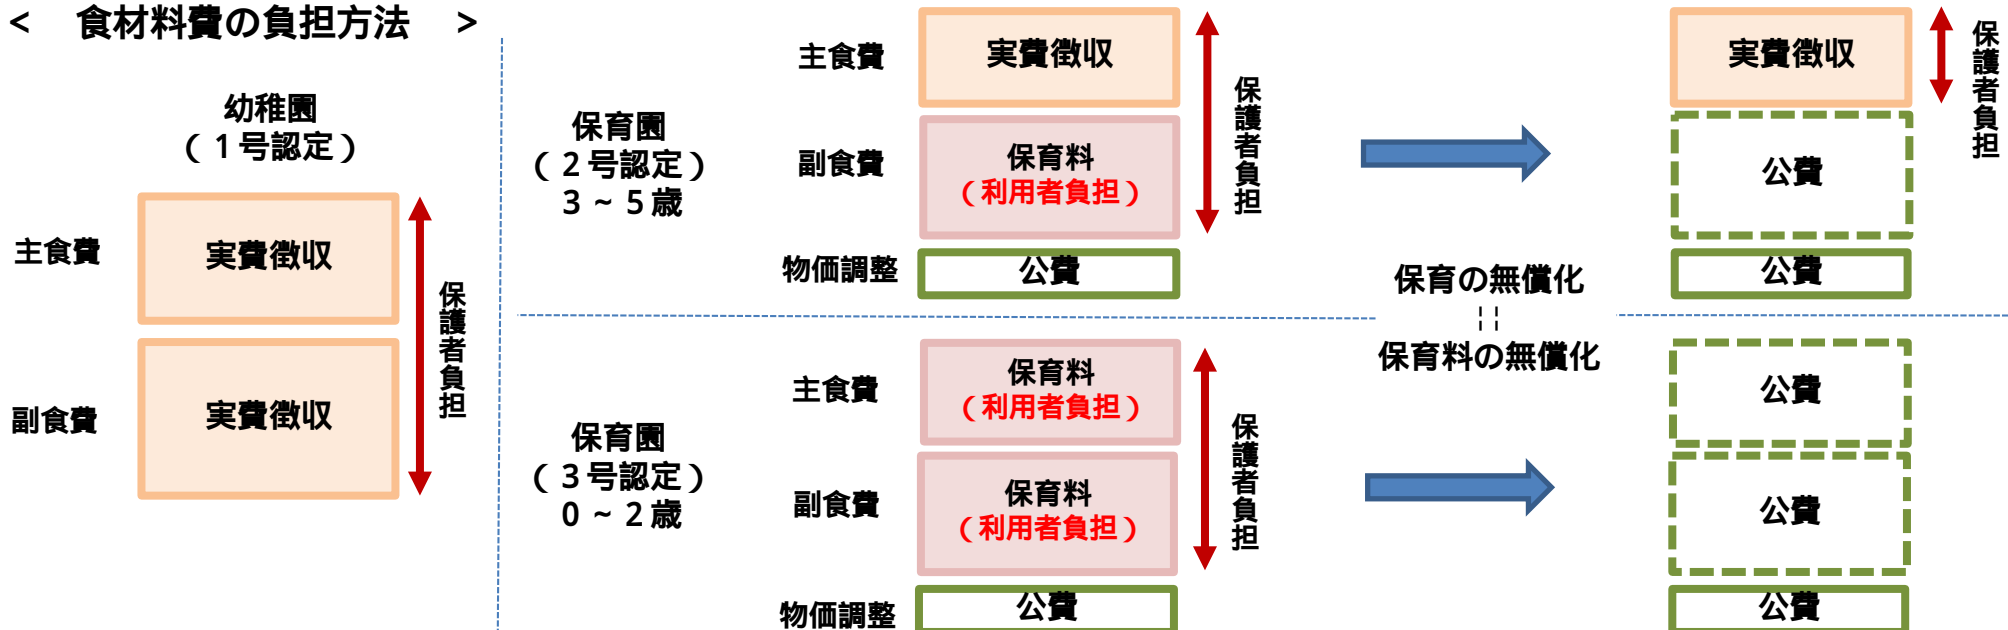 < 食材料費の負担方法 >
幼稚園
(1号認定)
主食費
実費徴収
副食費
実費徴収
保護者負担
保育園
(2号認定)
3~5歳
主食費
実費徴収
副食費
保育料
(利用者負担)
物価調整
公費
保護者負担
実費徴収
公費
公費
保護者負担
保育の無償化
¦¦
保育料の無償化
保育園
(3号認定)
0~2歳
主食費
保育料
(利用者負担)
副食費
保育料
(利用者負担)
物価調整
公費
保護者負担
公費
公費
公費